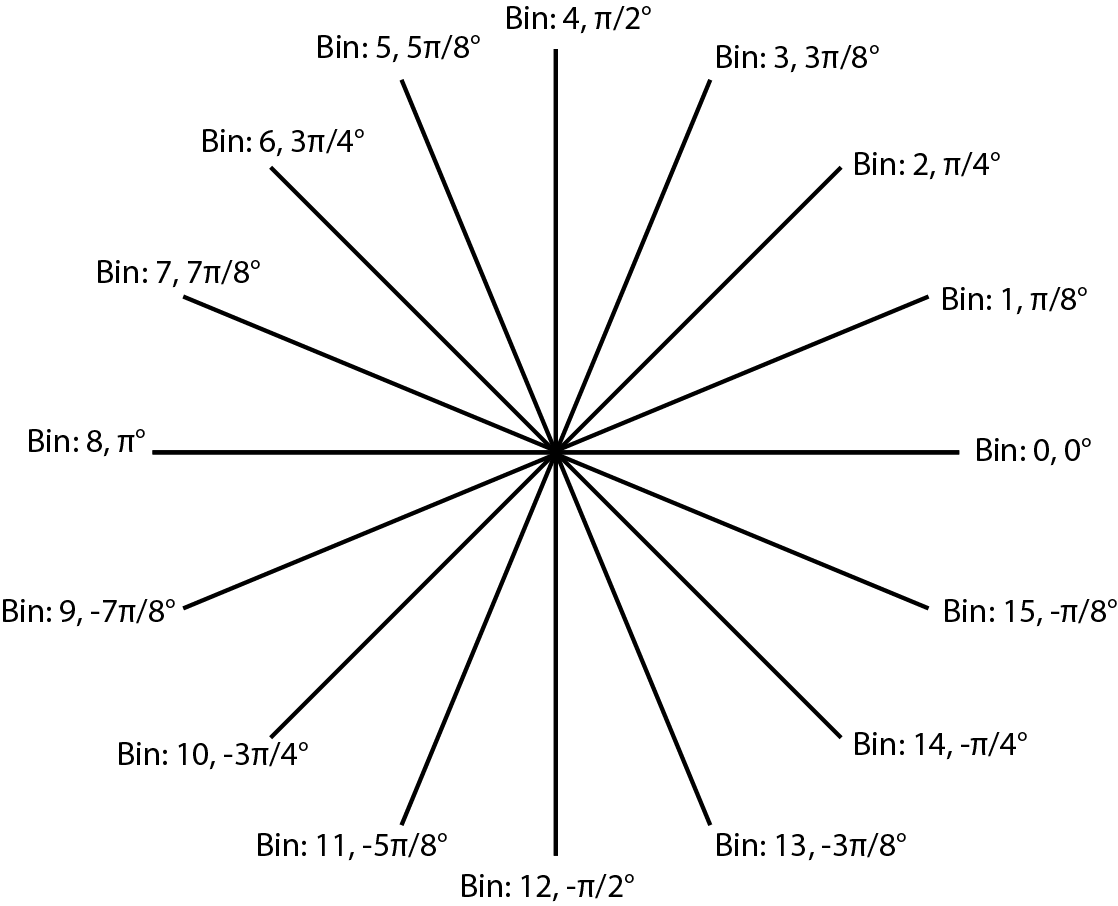 Bin: 4, π/2°
Bin: 5, 5π/8°
Bin: 3, 3π/8°
Bin: 6, 3π/4°
Bin: 2, π/4°
Bin: 7, 7π/8°
Bin: 1, π/8°
Bin: 8, π°
Bin: 0, 0°
Bin: 9, -7π/8°
Bin: 15, -π/8°
Bin: 10, -3π/4°
Bin: 14, -π/4°
Bin: 11, -5π/8°
Bin: 13, -3π/8°
Bin: 12, -π/2°